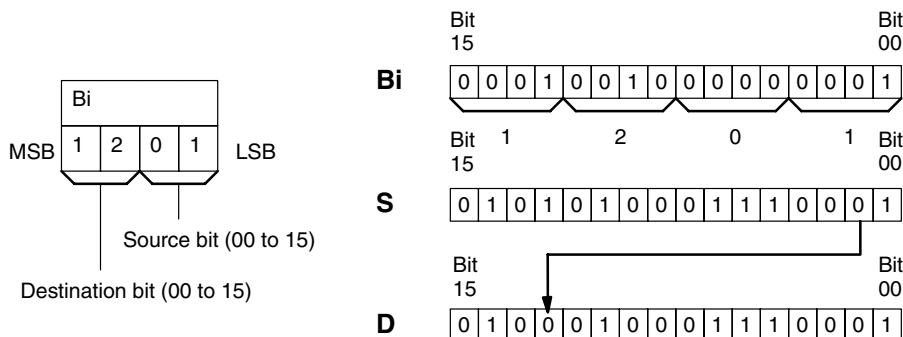 Bi
MSB 1 2 0 1 LSB
Source bit (00 to 15)
Destination bit (00 to 15)
Bit 15 Bit 00
Bi 0 0 0 1 0 0 1 0 0 0 0 0 0 0 0 1
1 2 0 1
Bit 15 Bit 00
S 0 1 0 1 0 1 0 0 0 1 1 1 0 0 0 1
Bit 15 Bit 00
D 0 1 0 0 0 1 0 0 0 1 1 1 0 0 0 1